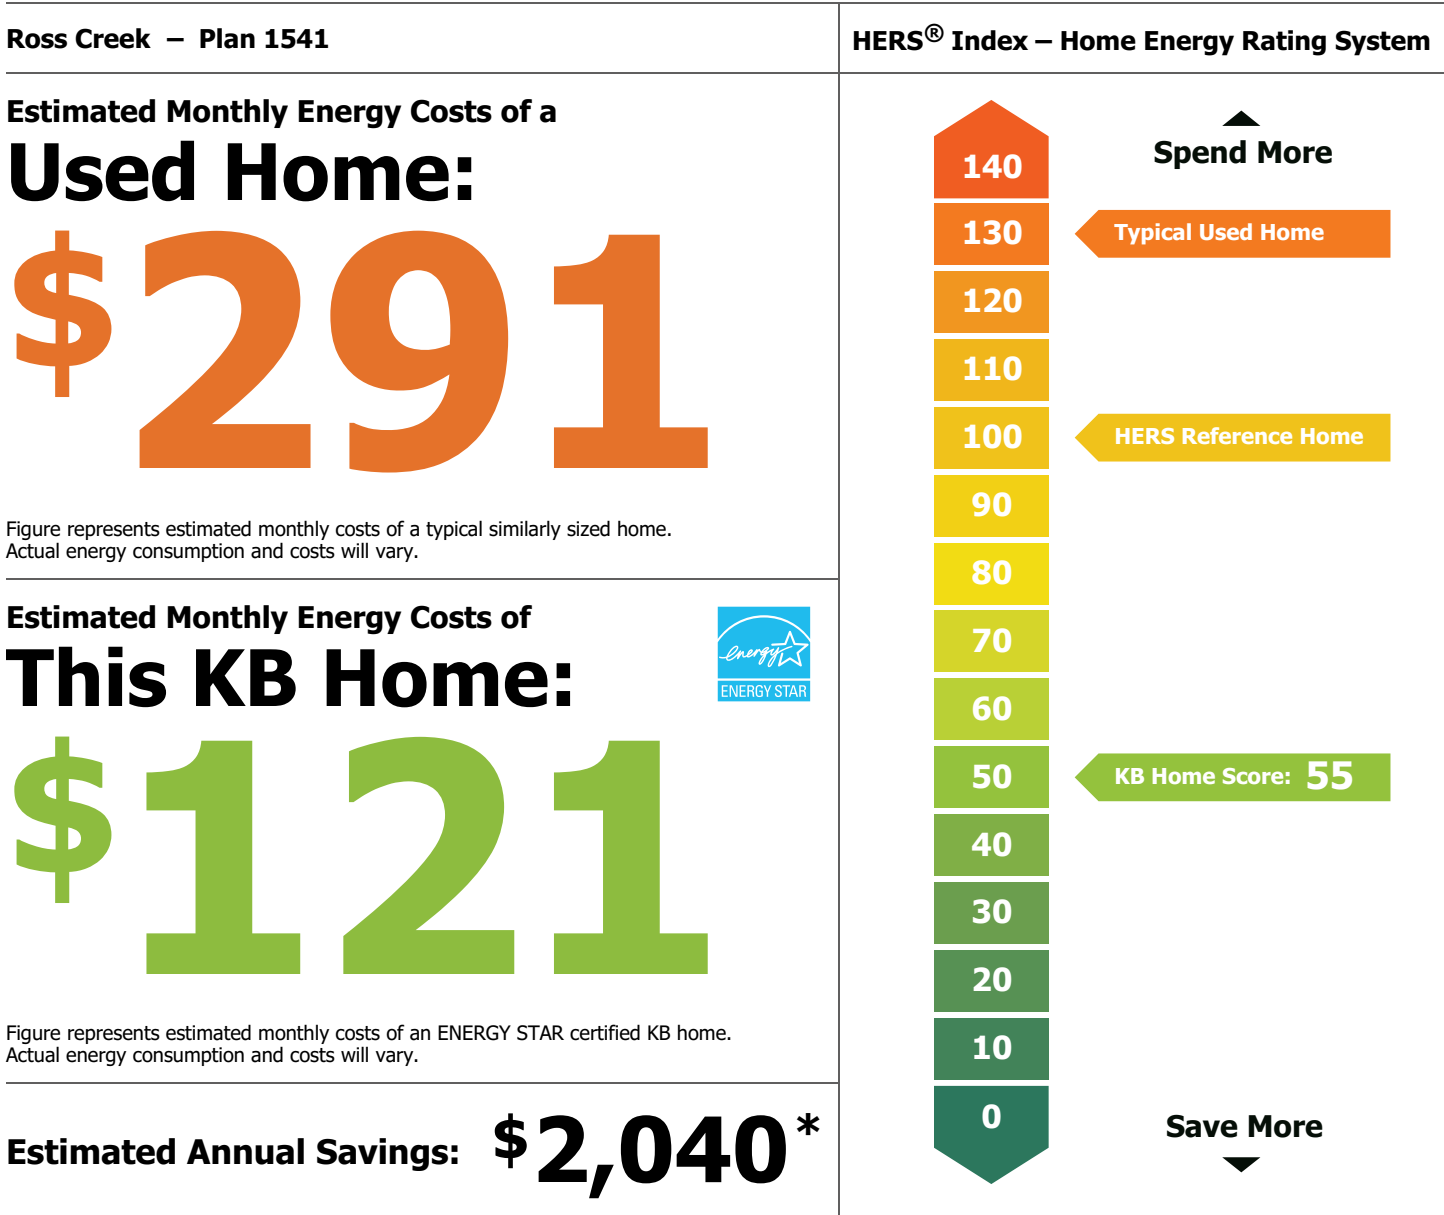 Ross Creek – Plan 1541
Estimated Monthly Energy Costs of a
Used Home:
$291
Figure represents estimated monthly costs of a typical similarly sized home.
Actual energy consumption and costs will vary.
Estimated Monthly Energy Costs of
This KB Home:
energy
ENERGY STAR
$121
Figure represents estimated monthly costs of an ENERGY STAR certified KB home.
Actual energy consumption and costs will vary.
Estimated Annual Savings: $2,040*
HERS® Index – Home Energy Rating System
Spend More
140
130 Typical Used Home
120
110
100 HERS Reference Home
90
80
70
60
50 KB Home Score: 55
40
30
20
10
0
Save More